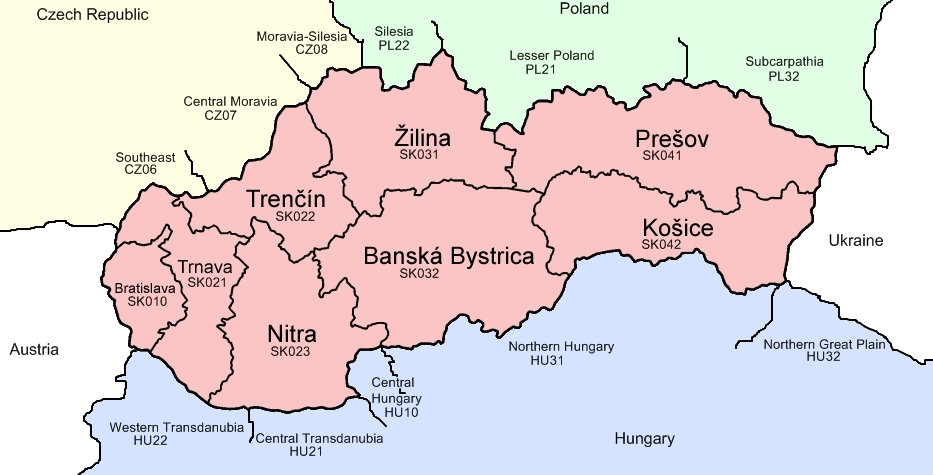 Czech Republic
Poland
Moravia-Silesia
CZ08
Silesia
PL22
Lesser Poland
PL21
Subcarpathia
PL32
Central Moravia
CZ07
Southeast
CZ06
Žilina
SK031
Prešov
SK041
Trenčín
SK022
Košice
SK042
Ukraine
Banská Bystrica
SK032
Trnava
SK021
Bratislava
SK010
Nitra
SK023
Austria
Northern Hungary
HU31
Northern Great Plain
HU32
Central
Hungary
HU10
Western Transdanubia
HU22
Central Transdanubia
HU21
Hungary